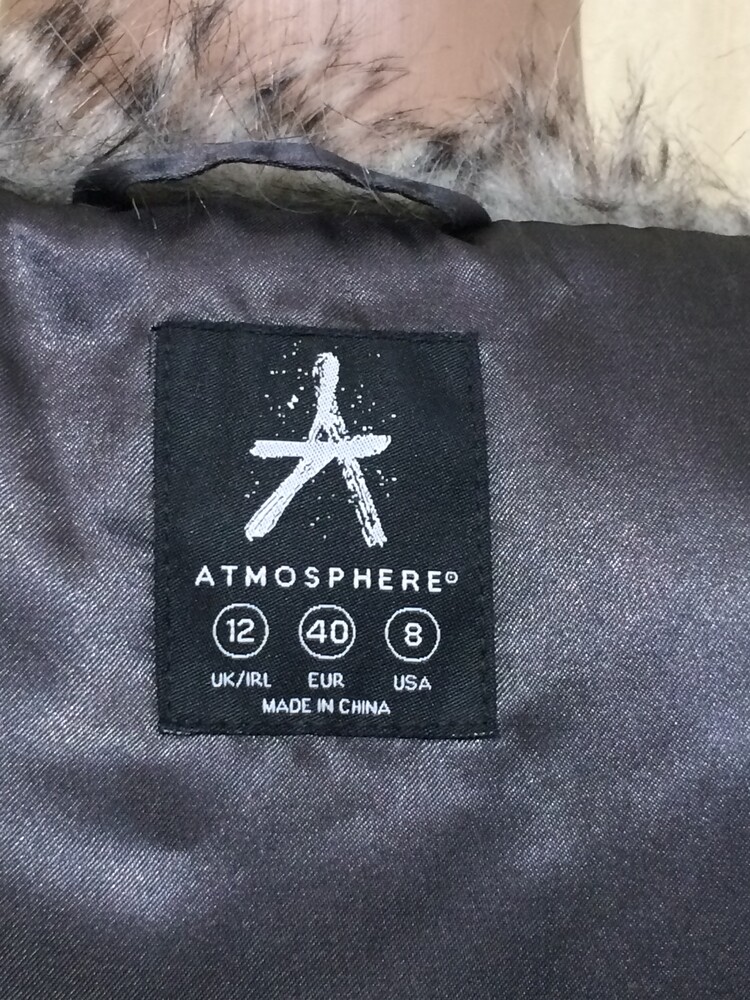 ATMOSPHERE®
12 40 8
UK/IRL EUR USA
MADE IN CHINA